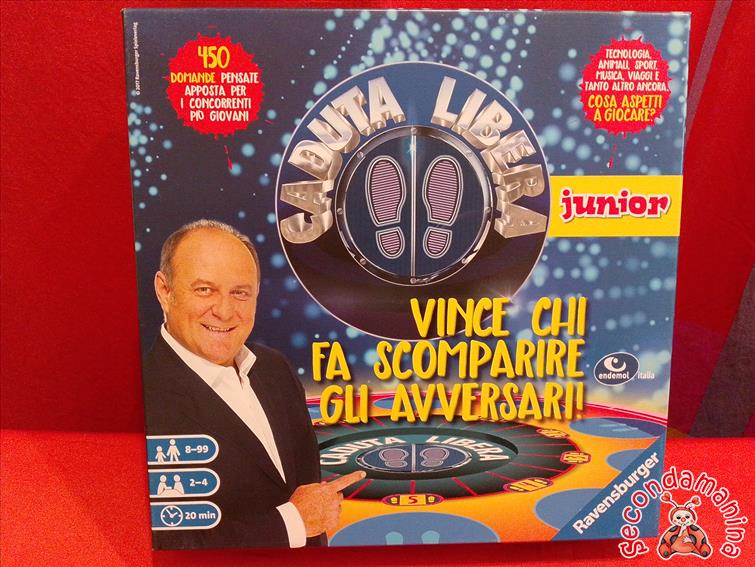 © 2017 Ravensburger Spieleverlag
450
DOMANDE PENSATE
APPOSTA PER
I CONCORRENTI
PIÙ GIOVANI
TECNOLOGIA,
ANIMALI, SPORT,
MUSICA, VIAGGI E
TANTO ALTRO ANCORA.
COSA ASPETTI
A GIOCARE?
CADUTA LIBERA
junior
VINCE CHI
FA SCOMPARIRE
GLI AVVERSARI!
endemol italia
CADUTA LIBERA
5
8-99
2-4
20 min
Ravensburger
Secondamanina